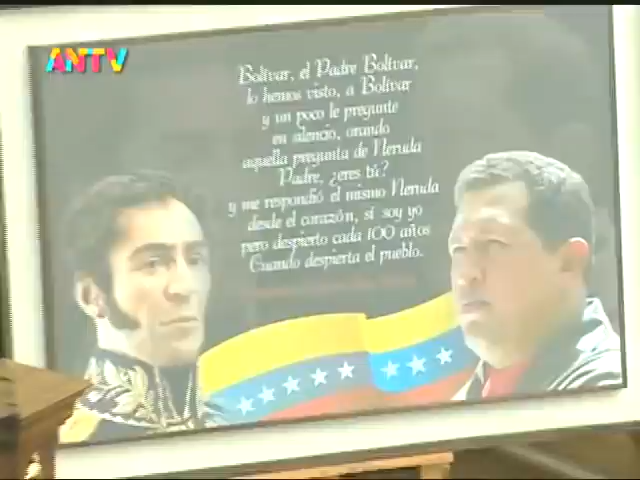 ANTV
Bolívar, el Padre Bolívar,
lo hemos visto, a Bolívar
y un poco le pregunte
en silencio, orando
aquella pregunta de Neruda
Padre, ¿eres tú?
y me respondió el mismo Neruda
desde el corazón, sí soy yo
pero despierto cada 100 años
Cuando despierta el pueblo.